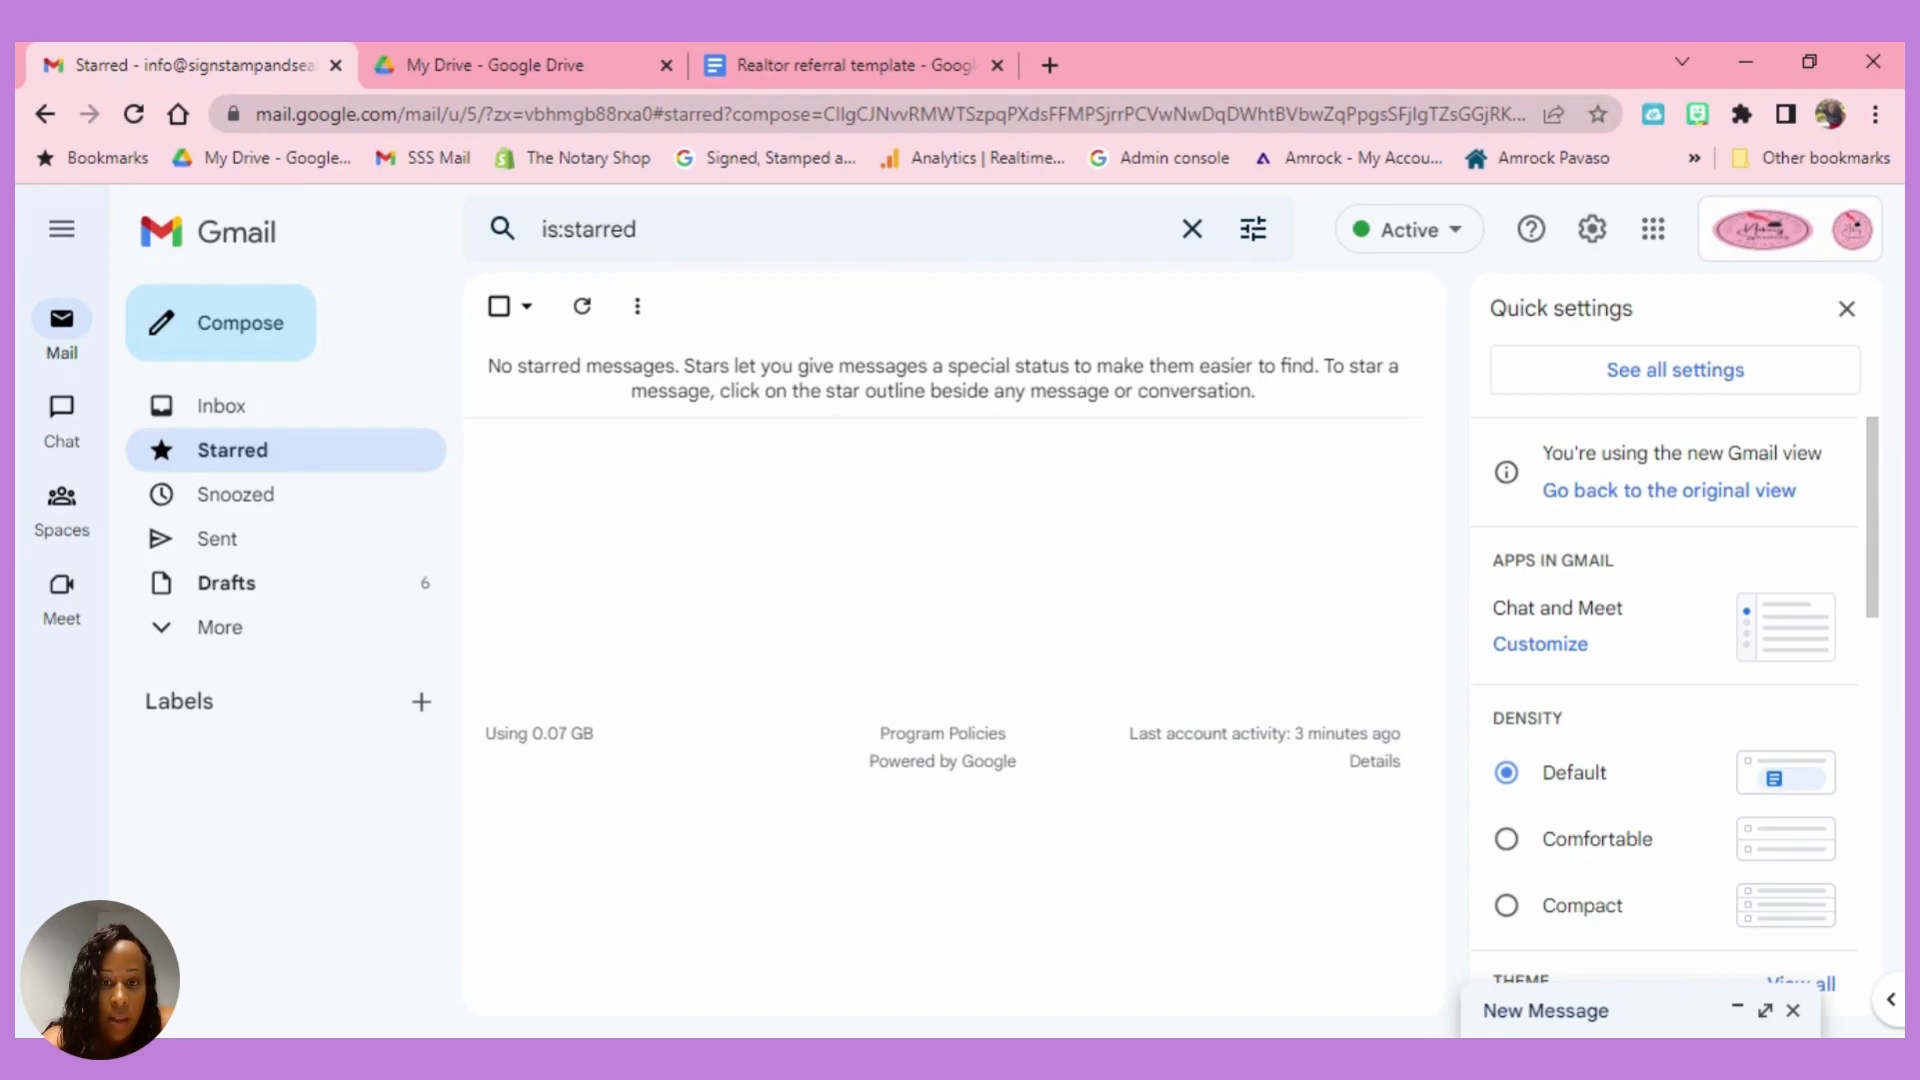 Starred - info@signstampandsea
My Drive - Google Drive
Realtor referral template - Goog
mail.google.com/mail/u/5/?zx=vbhmgb88rxa0#starred?compose=CllgCJNvvRMWTSzpqPXdsFFMPSjrrPCVwNwDqDWhtBVbwZqPpgsSFjlgTZsGGjRK...
Bookmarks
My Drive - Google...
SSS Mail
The Notary Shop
Signed, Stamped a...
Analytics | Realtime...
Admin console
Amrock - My Accou...
Amrock Pavaso
»
Other bookmarks
Gmail
is:starred
Active
Compose
Mail
Chat
Spaces
Meet
Inbox
Starred
Snoozed
Sent
Drafts 6
More
Labels
No starred messages. Stars let you give messages a special status to make them easier to find. To star a
message, click on the star outline beside any message or conversation.
Using 0.07 GB
Program Policies
Powered by Google
Last account activity: 3 minutes ago
Details
Quick settings
See all settings
You're using the new Gmail view
Go back to the original view
APPS IN GMAIL
Chat and Meet
Customize
DENSITY
Default
Comfortable
Compact
THEME
View all
New Message